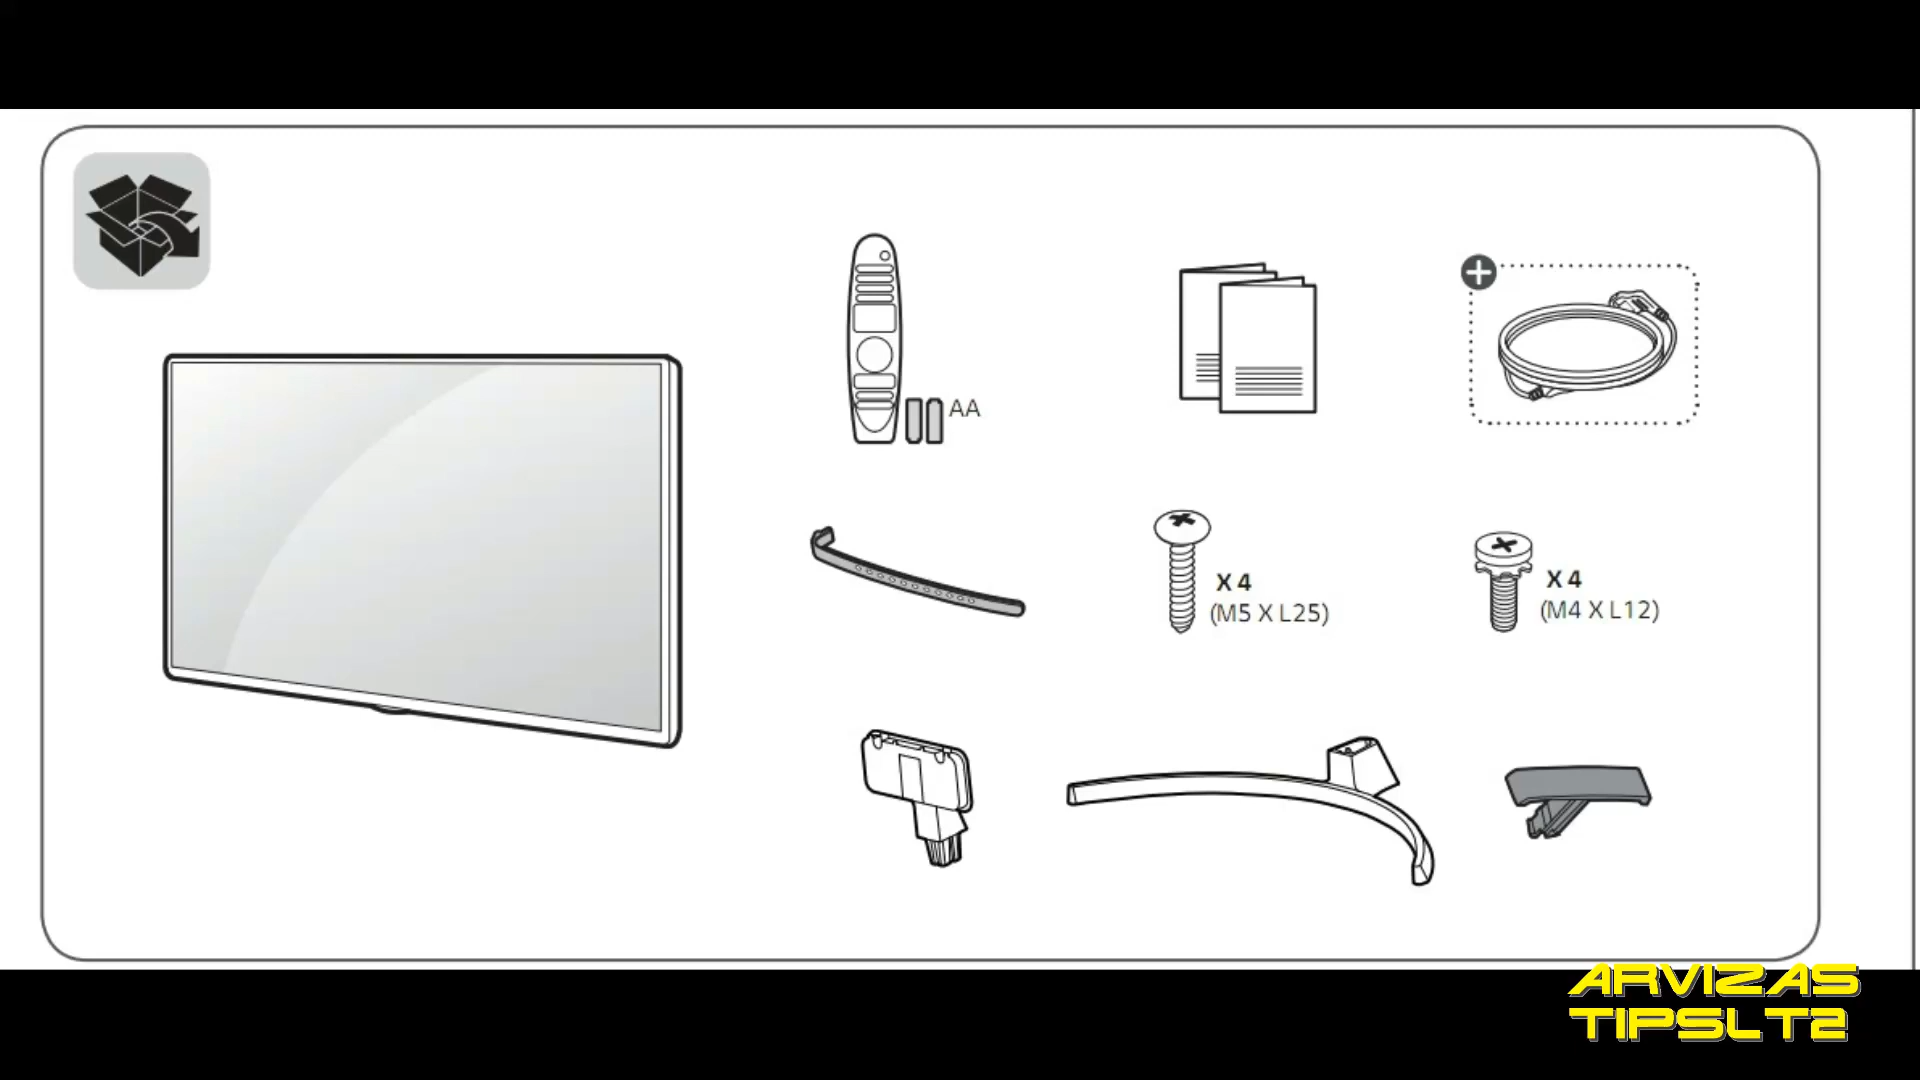 AA
X 4
(M5 X L25)
X 4
(M4 X L12)
ARVIZAS
TIPSLT2